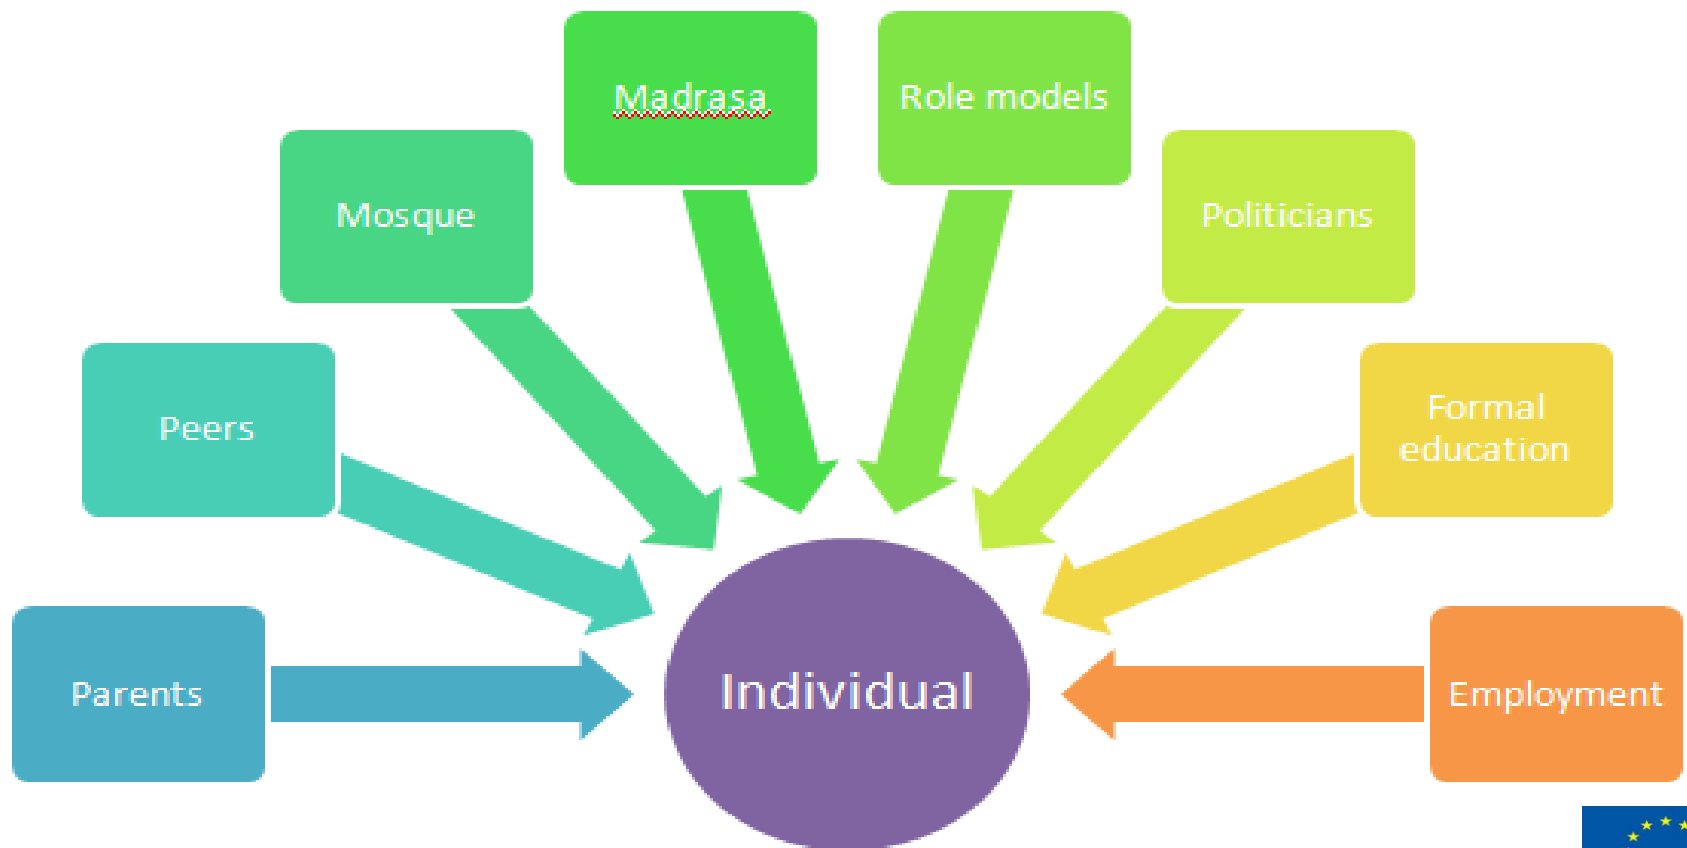 Madrasa
Role models
Mosque
Politicians
Peers
Formal
education
Parents
Individual
Employment